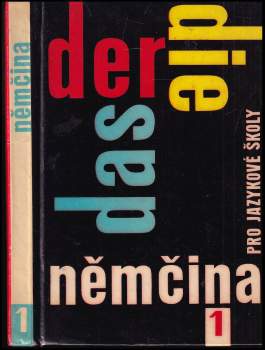 němčina
1
der
die
das
PRO JAZYKOVÉ ŠKOLY
němčina
1